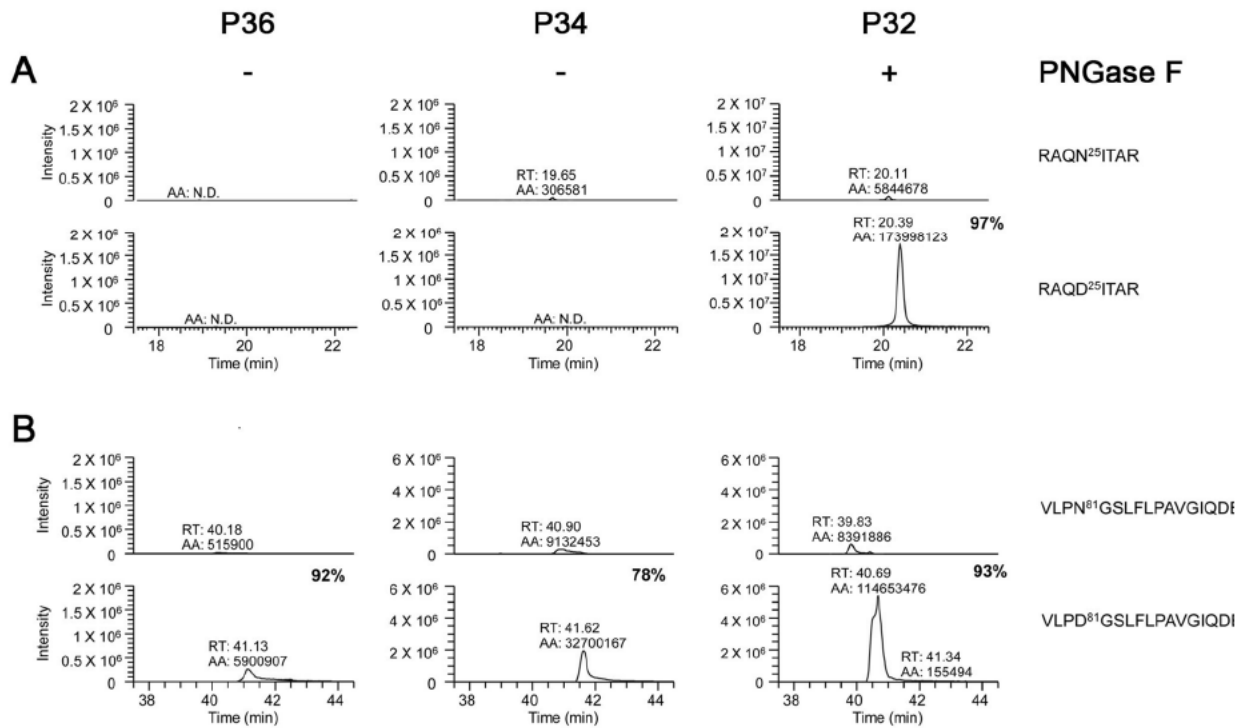 P36 P34 P32
A - - + PNGase F
Intensity
2 X 10⁶
1.5 X 10⁶
1 X 10⁶
0.5 X 10⁶
0
AA: N.D.
2 X 10⁶
1.5 X 10⁶
1 X 10⁶
0.5 X 10⁶
0
RT: 19.65
AA: 306581
2 X 10⁷
1.5 X 10⁷
1 X 10⁷
0.5 X 10⁷
0
RT: 20.11
AA: 5844678
RAQN²⁵ITAR
Intensity
2 X 10⁶
1.5 X 10⁶
1 X 10⁶
0.5 X 10⁶
0
AA: N.D.
18 20 22
Time (min)
2 X 10⁶
1.5 X 10⁶
1 X 10⁶
0.5 X 10⁶
0
AA: N.D.
18 20 22
Time (min)
2 X 10⁷
1.5 X 10⁷
1 X 10⁷
0.5 X 10⁷
0
RT: 20.39
AA: 173998123
97%
18 20 22
Time (min)
RAQD²⁵ITAR
B
Intensity
2 X 10⁶
1.5 X 10⁶
1 X 10⁶
0.5 X 10⁶
0
RT: 40.18
AA: 515900
6 X 10⁶
4 X 10⁶
2 X 10⁶
0
RT: 40.90
AA: 9132453
6 X 10⁶
4 X 10⁶
2 X 10⁶
0
RT: 39.83
AA: 8391886
VLPN⁸¹GSLFLPAVGIQDE
Intensity
2 X 10⁶
1.5 X 10⁶
1 X 10⁶
0.5 X 10⁶
0
92%
RT: 41.13
AA: 5900907
38 40 42 44
Time (min)
6 X 10⁶
4 X 10⁶
2 X 10⁶
0
78%
RT: 41.62
AA: 32700167
38 40 42 44
Time (min)
6 X 10⁶
4 X 10⁶
2 X 10⁶
0
RT: 40.69
AA: 114653476
93%
RT: 41.34
AA: 155494
38 40 42 44
Time (min)
VLPD⁸¹GSLFLPAVGIQDE